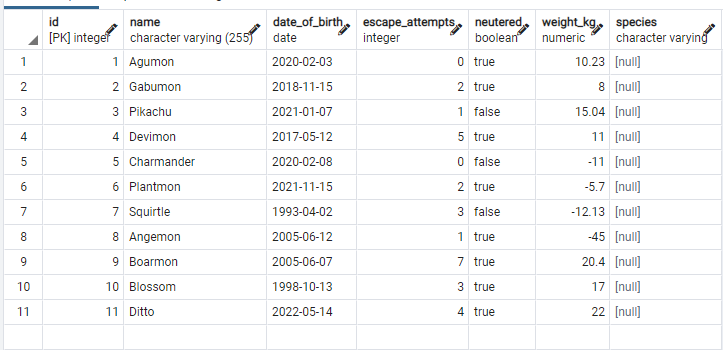 id name date_of_birth escape_attempts neutered weight_kg species
[PK] integer character varying (255) date integer boolean numeric character varying
1 1 Agumon 2020-02-03 0 true 10.23 [null]
2 2 Gabumon 2018-11-15 2 true 8 [null]
3 3 Pikachu 2021-01-07 1 false 15.04 [null]
4 4 Devimon 2017-05-12 5 true 11 [null]
5 5 Charmander 2020-02-08 0 false -11 [null]
6 6 Plantmon 2021-11-15 2 true -5.7 [null]
7 7 Squirtle 1993-04-02 3 false -12.13 [null]
8 8 Angemon 2005-06-12 1 true -45 [null]
9 9 Boarmon 2005-06-07 7 true 20.4 [null]
10 10 Blossom 1998-10-13 3 true 17 [null]
11 11 Ditto 2022-05-14 4 true 22 [null]